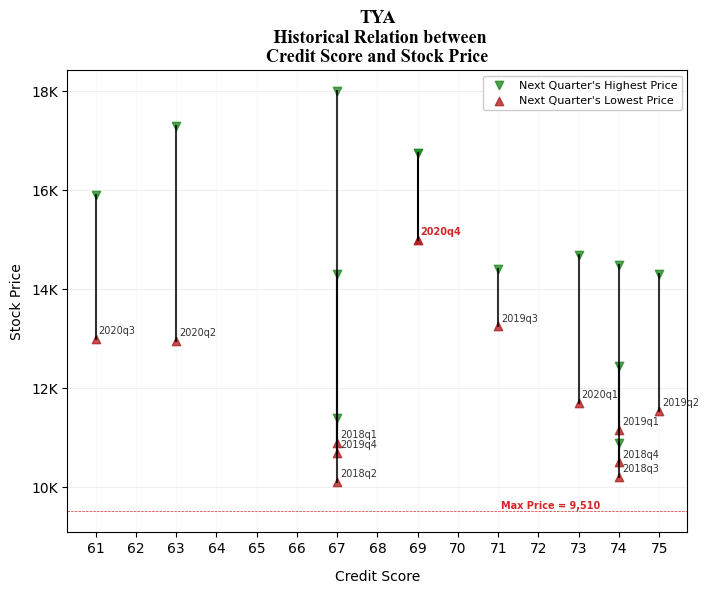 TYA
Historical Relation between
Credit Score and Stock Price
Next Quarter's Highest Price
Next Quarter's Lowest Price
Stock Price
18K
16K
14K
12K
10K
2020q3
2020q2
2020q4
2019q3
2020q1
2019q2
2019q1
2018q1
2019q4
2018q4
2018q3
2018q2
Max Price = 9,510
61 62 63 64 65 66 67 68 69 70 71 72 73 74 75
Credit Score